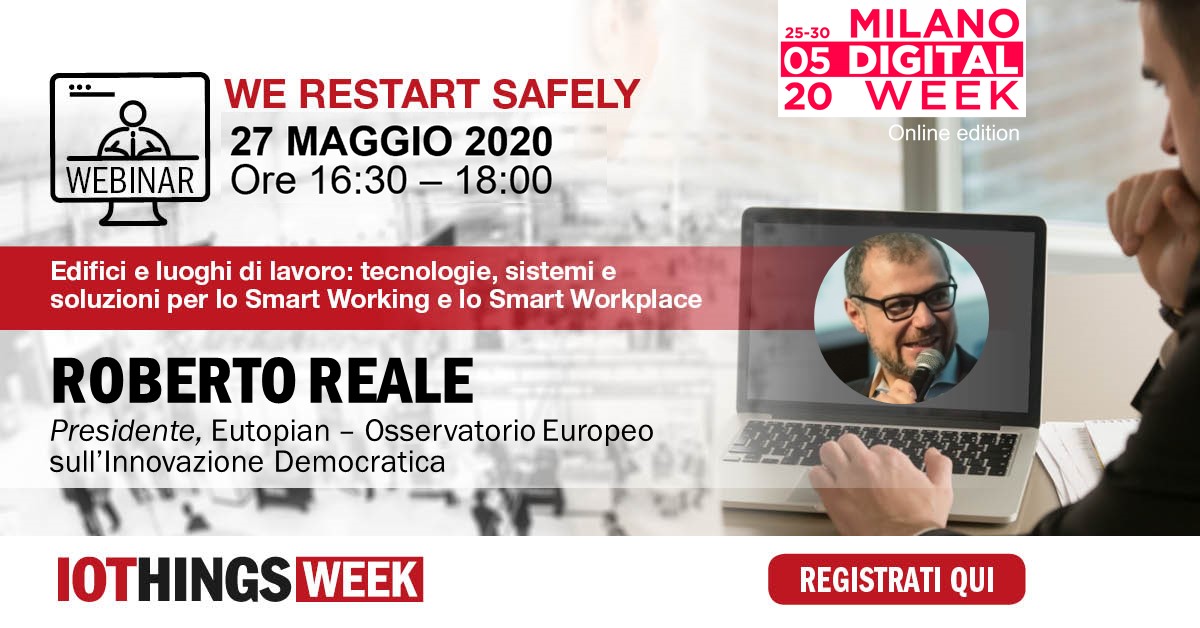 WEBINAR
WE RESTART SAFELY
27 MAGGIO 2020
Ore 16:30 – 18:00
25-30 MILANO
05 DIGITAL
20 WEEK
Online edition
Edifici e luoghi di lavoro: tecnologie, sistemi e
soluzioni per lo Smart Working e lo Smart Workplace
ROBERTO REALE
Presidente, Eutopian – Osservatorio Europeo
sull'Innovazione Democratica
IOTHINGS WEEK
REGISTRATI QUI